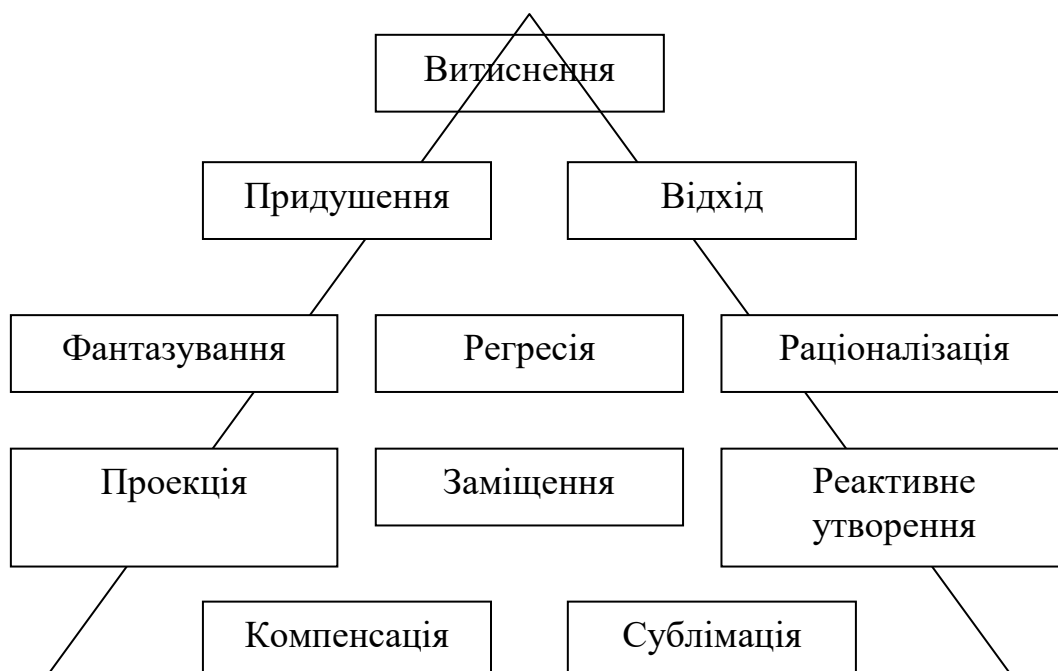 Витиснення
Придушення
Відхід
Фантазування
Регресія
Раціоналізація
Проекція
Заміщення
Реактивне
утворення
Компенсація
Сублімація